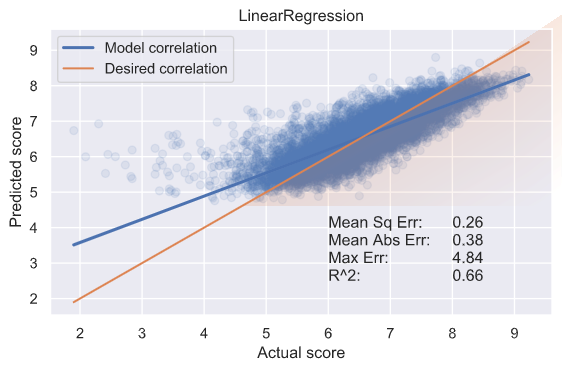 LinearRegression
Model correlation
Desired correlation
9
8
7
6
5
4
3
2
Predicted score
Mean Sq Err: 0.26
Mean Abs Err: 0.38
Max Err: 4.84
R^2: 0.66
2 3 4 5 6 7 8 9
Actual score